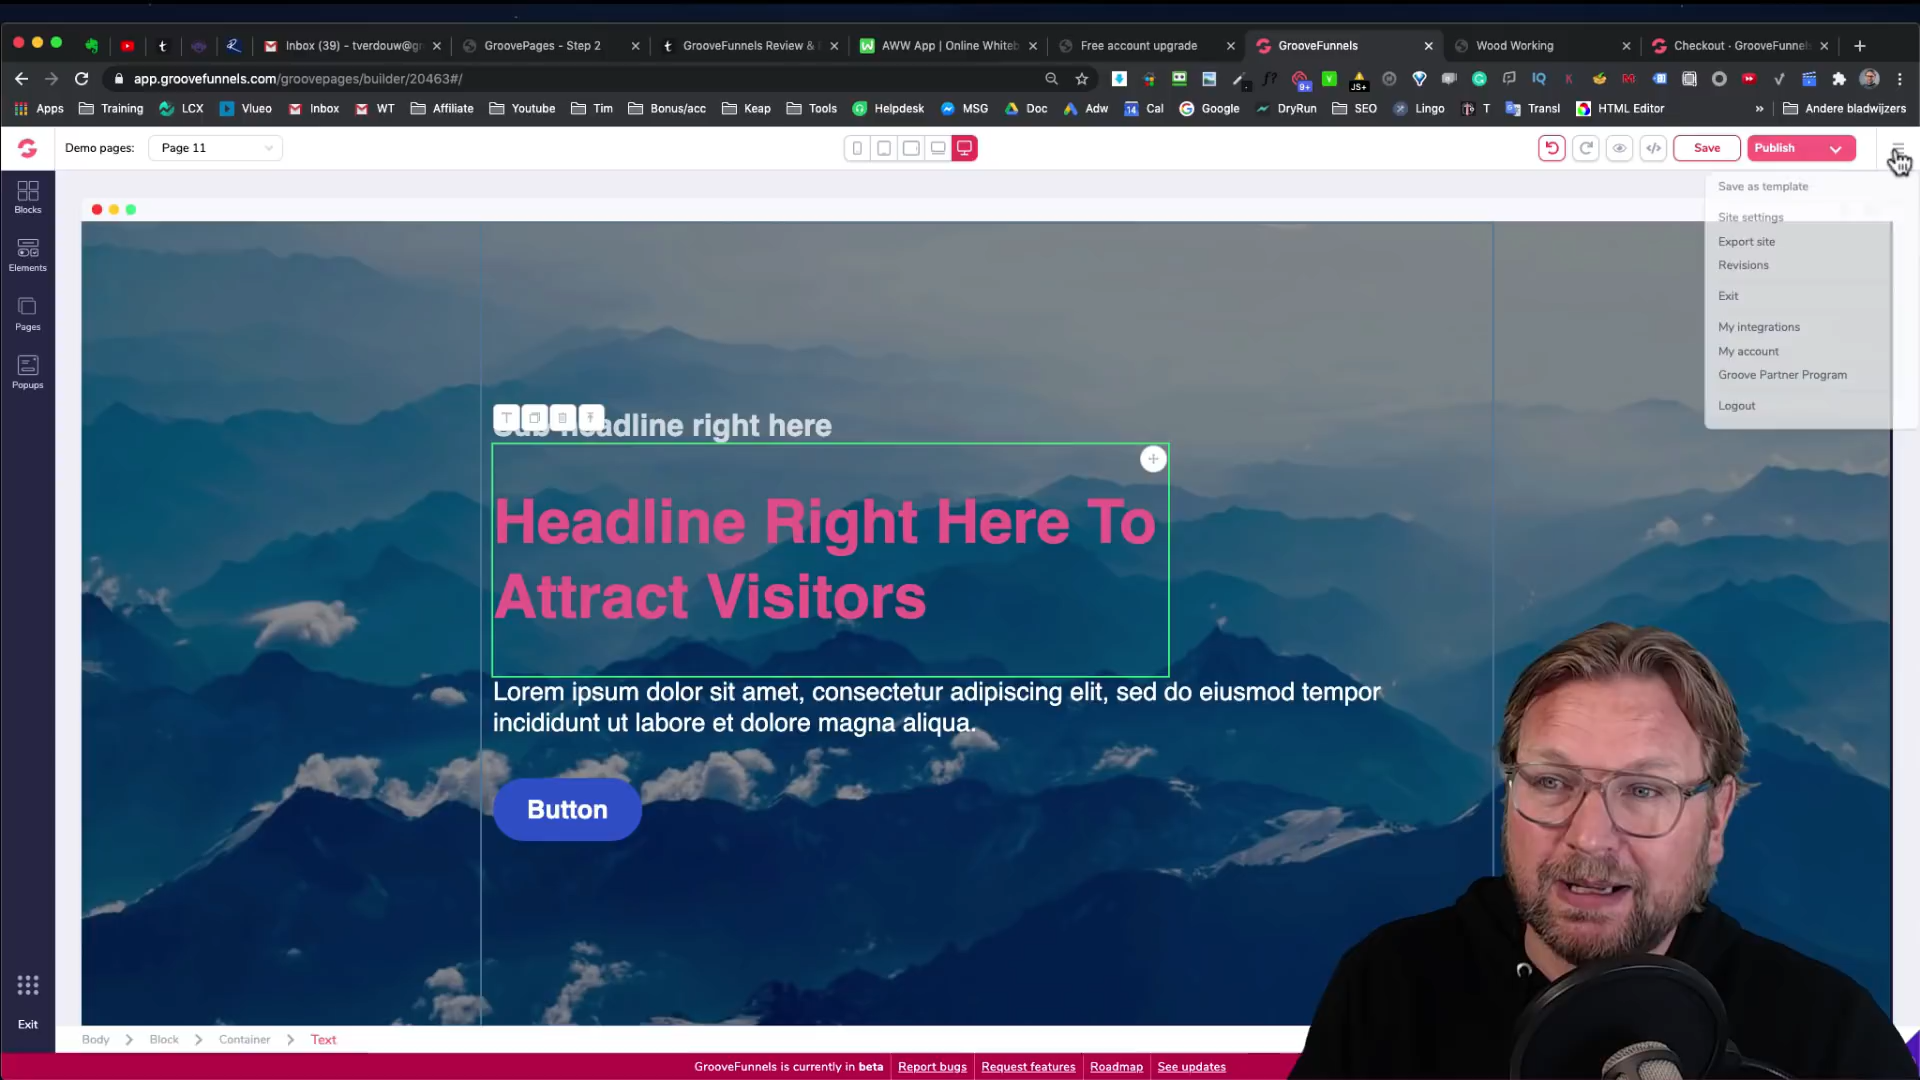 Inbox (39) - tverdouw@g
GroovePages - Step 2
GrooveFunnels Review &
AWW App | Online Whiteb
Free account upgrade
GrooveFunnels
Wood Working
Checkout · GrooveFunnels
app.groovefunnels.com/groovepages/builder/20463#/
Apps
Training
LCX
Vlueo
Inbox
WT
Affiliate
Youtube
Tim
Bonus/acc
Keap
Tools
Helpdesk
MSG
Doc
Adw
14
Cal
Google
DryRun
SEO
Lingo
T
Transl
HTML Editor
Andere bladwijzers
Demo pages:
Page 11
Save
Publish
Save as template
Site settings
Export site
Revisions
Exit
My integrations
My account
Groove Partner Program
Logout
Blocks
Elements
Pages
Popups
Sub headline right here
Headline Right Here To
Attract Visitors
Lorem ipsum dolor sit amet, consectetur adipiscing elit, sed do eiusmod tempor
incididunt ut labore et dolore magna aliqua.
Button
Exit
Body
Block
Container
Text
GrooveFunnels is currently in beta
Report bugs
Request features
Roadmap
See updates